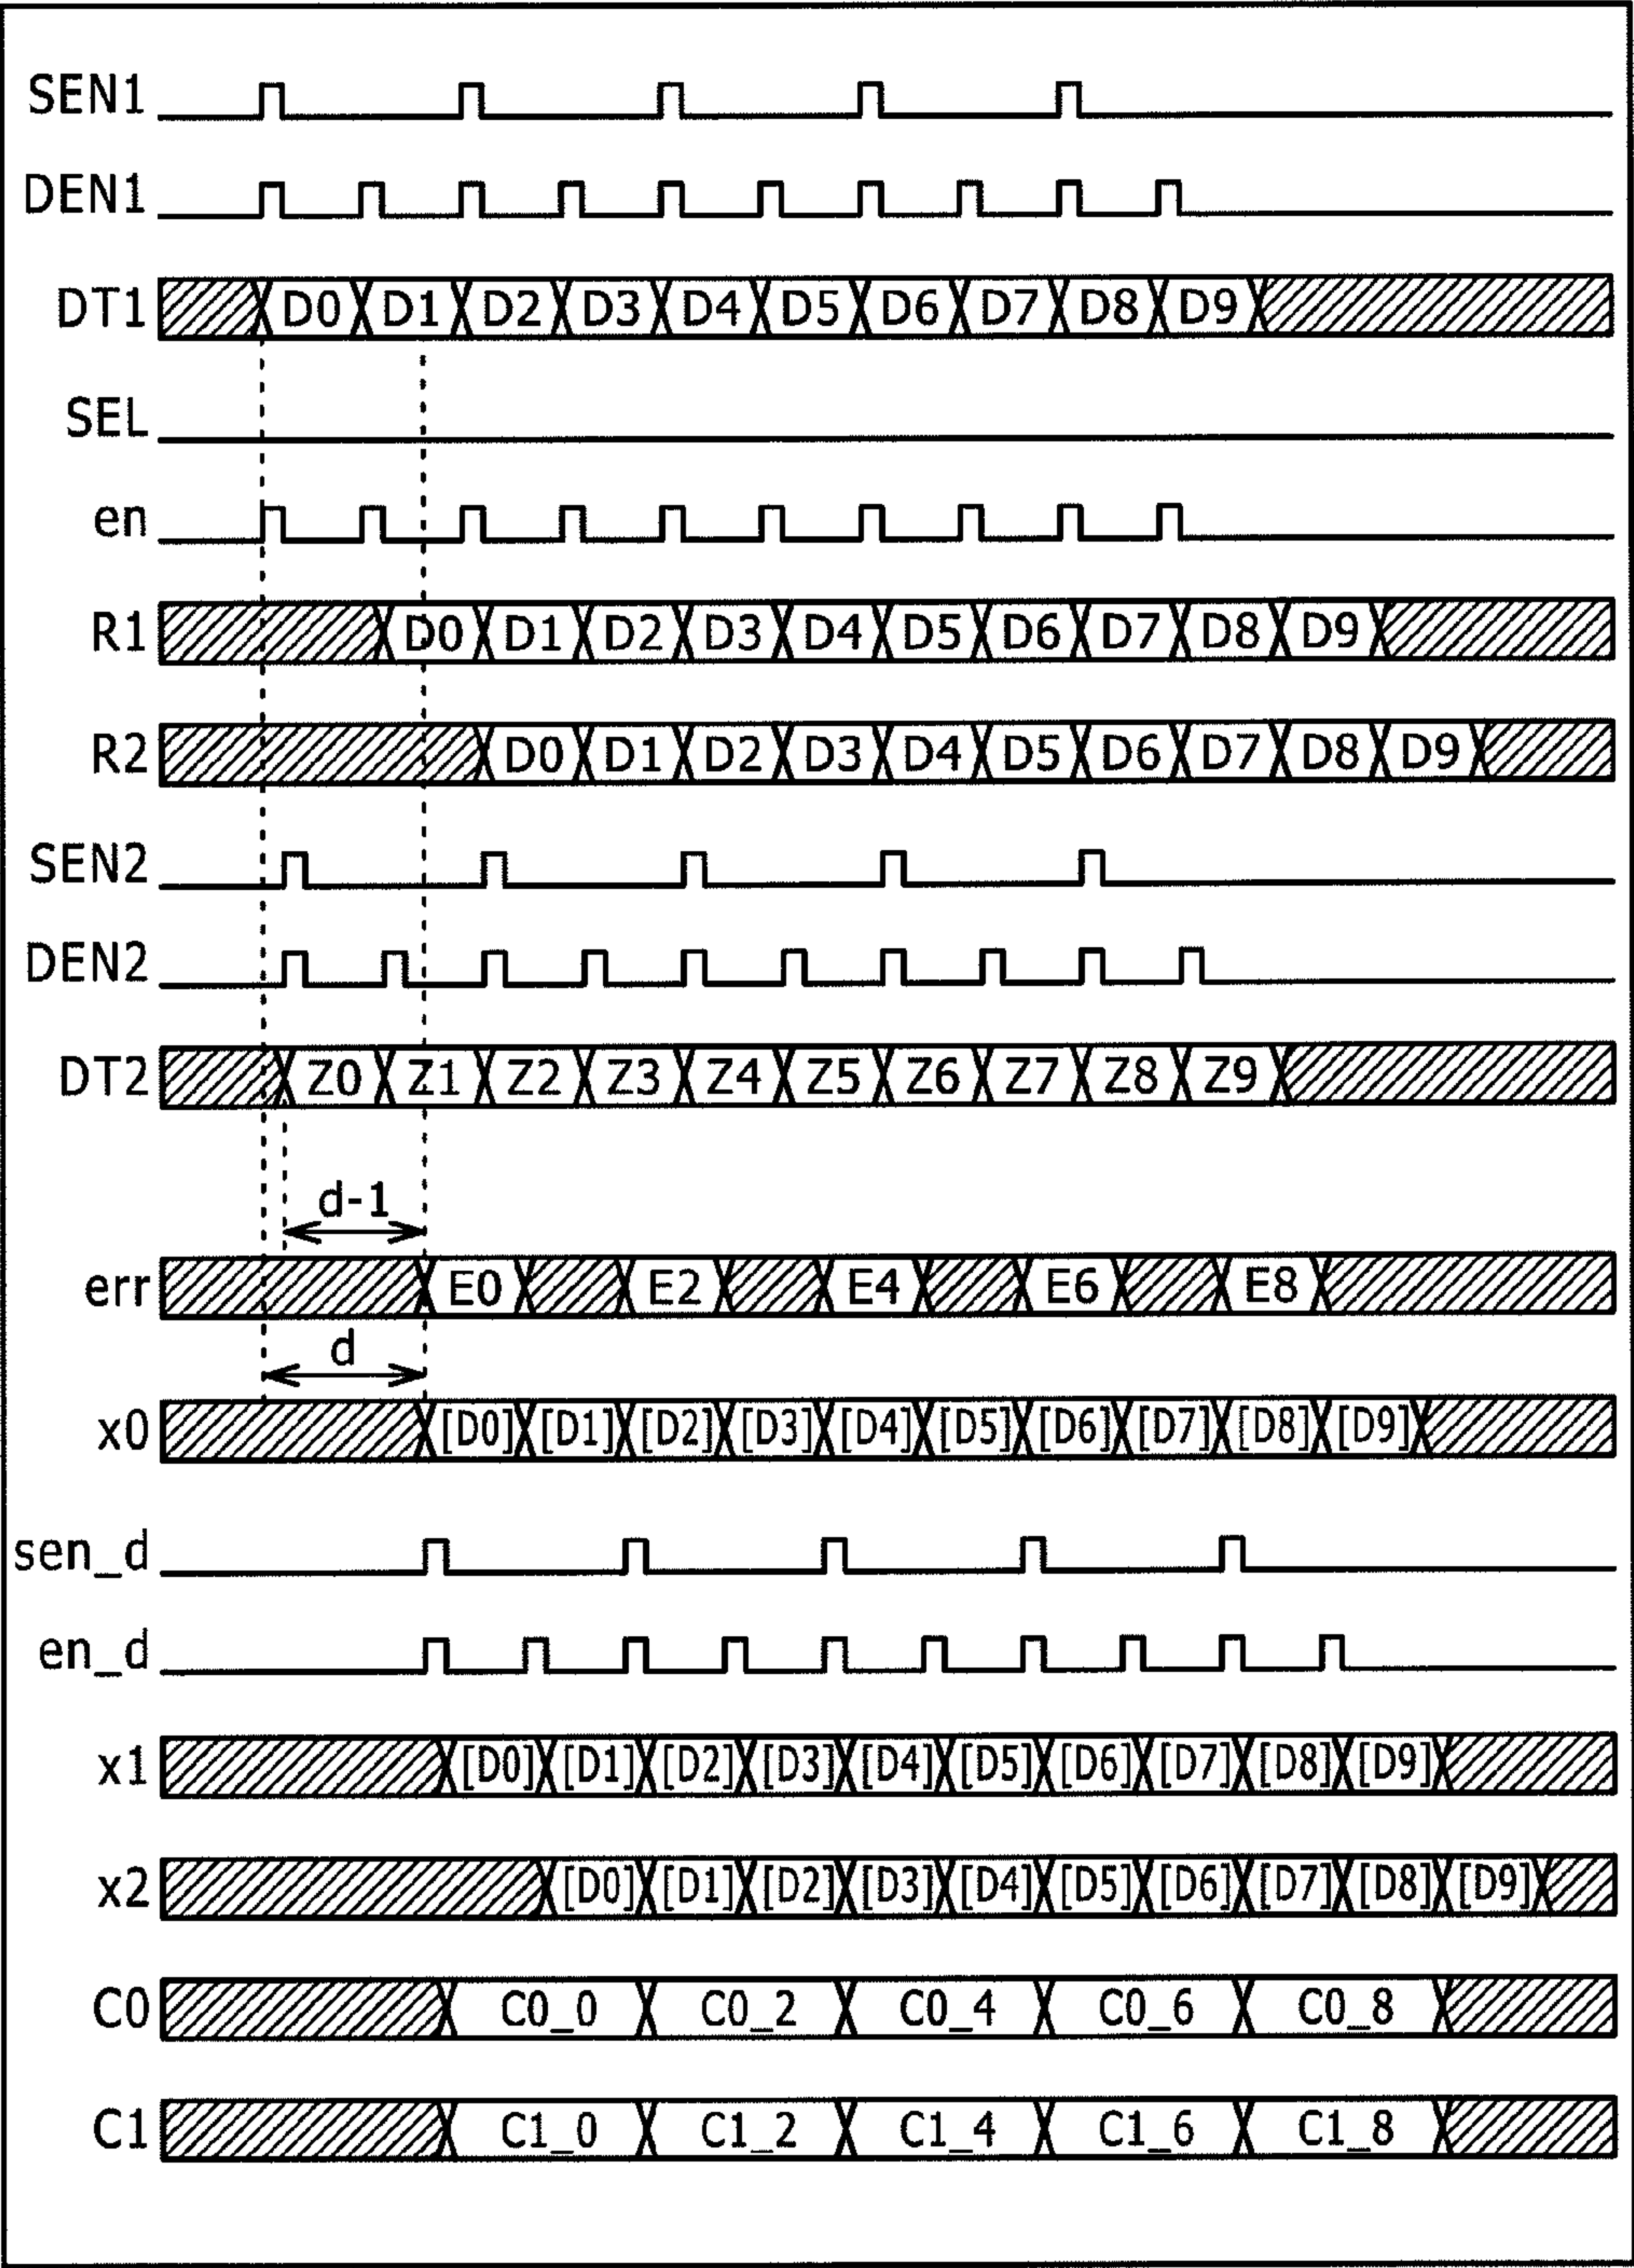 SEN1
DEN1
DT1 D0 D1 D2 D3 D4 D5 D6 D7 D8 D9
SEL
en
R1 D0 D1 D2 D3 D4 D5 D6 D7 D8 D9
R2 D0 D1 D2 D3 D4 D5 D6 D7 D8 D9
SEN2
DEN2
DT2 Z0 Z1 Z2 Z3 Z4 Z5 Z6 Z7 Z8 Z9
d-1
err E0 E2 E4 E6 E8
d
x0 [D0] [D1] [D2] [D3] [D4] [D5] [D6] [D7] [D8] [D9]
sen_d
en_d
x1 [D0] [D1] [D2] [D3] [D4] [D5] [D6] [D7] [D8] [D9]
x2 [D0] [D1] [D2] [D3] [D4] [D5] [D6] [D7] [D8] [D9]
C0 C0_0 C0_2 C0_4 C0_6 C0_8
C1 C1_0 C1_2 C1_4 C1_6 C1_8